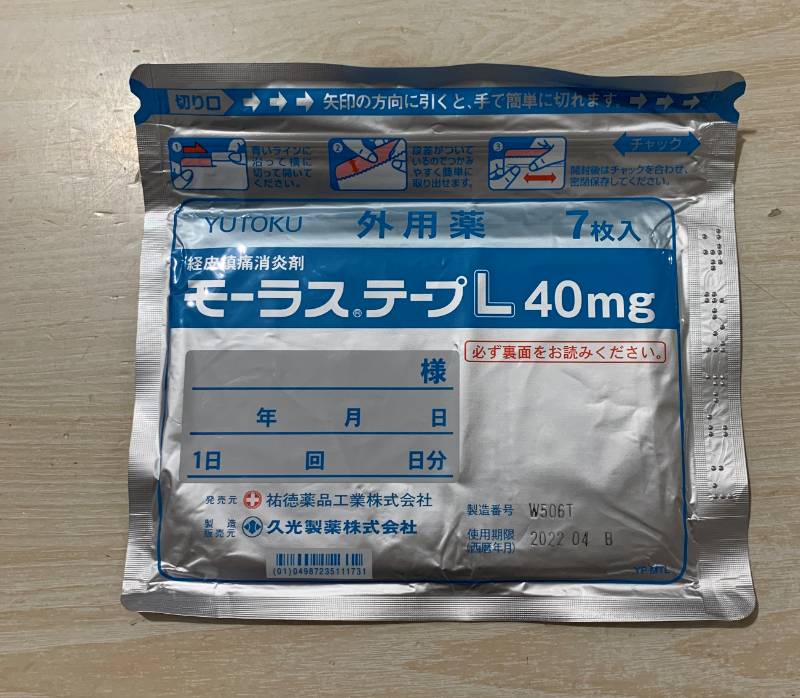 切り口 矢印の方向に引くと、手で簡単に切れます。
1 青いラインに
沿って横に
切って開いて
ください。
2 段差がついて
いるのでつかみ
やすく簡単に
取り出せます。
3
チャック
開封後はチャックを合わせ、
密閉保存してください。
YUTOKU 外用薬 7枚入
経皮鎮痛消炎剤
モーラス®テープL 40mg
必ず裏面をお読みください。
様
年 月 日
1日 回 日分
発売元 祐徳薬品工業株式会社
製造
販売元 久光製薬株式会社
(01)04987235111731
製造番号 W506T
使用期限
(西暦年月) 2022 04 B
YP MTL